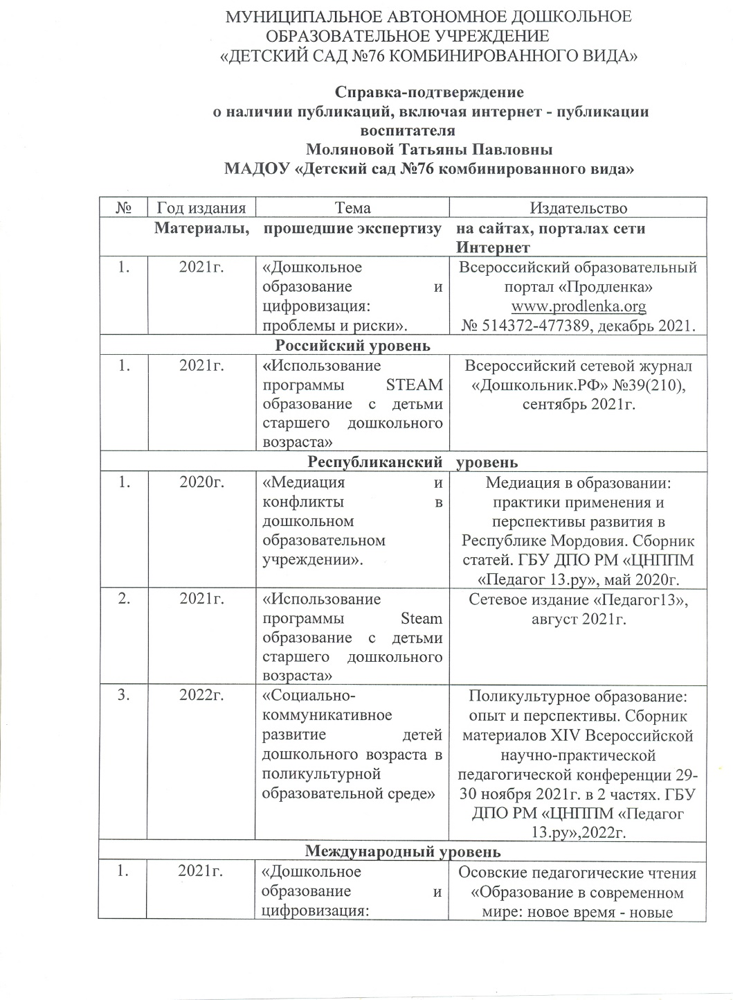 МУНИЦИПАЛЬНОЕ АВТОНОМНОЕ ДОШКОЛЬНОЕ
ОБРАЗОВАТЕЛЬНОЕ УЧРЕЖДЕНИЕ
«ДЕТСКИЙ САД №76 КОМБИНИРОВАННОГО ВИДА»
Справка-подтверждение
о наличии публикаций, включая интернет - публикации
воспитателя
Моляновой Татьяны Павловны
МАДОУ «Детский сад №76 комбинированного вида»
№ Год издания Тема Издательство
Материалы, прошедшие экспертизу на сайтах, порталах сети
Интернет
1. 2021г. «Дошкольное Всероссийский образовательный
образование и портал «Продленка»
цифровизация: www.prodlenka.org
проблемы и риски». № 514372-477389, декабрь 2021.
Российский уровень
1. 2021г. «Использование Всероссийский сетевой журнал
программы STEAM «Дошкольник.РФ» №39(210),
образование с детьми сентябрь 2021г.
старшего дошкольного
возраста»
Республиканский уровень
1. 2020г. «Медиация и Медиация в образовании:
конфликты в практики применения и
дошкольном перспективы развития в
образовательном Республике Мордовия. Сборник
учреждении». статей. ГБУ ДПО РМ «ЦНППМ
«Педагог 13.ру», май 2020г.
2. 2021г. «Использование Сетевое издание «Педагог13»,
программы Steam август 2021г.
образование с детьми
старшего дошкольного
возраста»
3. 2022г. «Социально- Поликультурное образование:
коммуникативное опыт и перспективы. Сборник
развитие детей материалов XIV Всероссийской
дошкольного возраста в научно-практической
поликультурной педагогической конференции 29-
образовательной среде» 30 ноября 2021г. в 2 частях. ГБУ
ДПО РМ «ЦНППМ «Педагог
13.ру»,2022г.
Международный уровень
1. 2021г. «Дошкольное Осовские педагогические чтения
образование и «Образование в современном
цифровизация: мире: новое время - новые